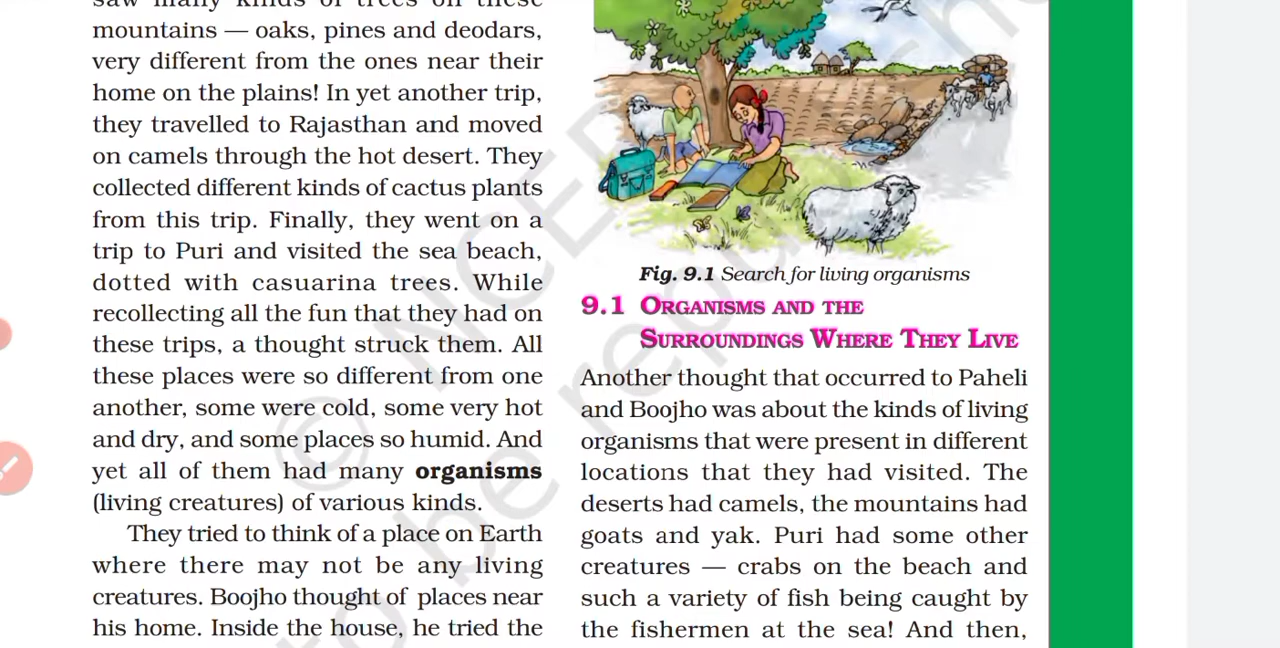 saw many kinds of trees on these
mountains — oaks, pines and deodars,
very different from the ones near their
home on the plains! In yet another trip,
they travelled to Rajasthan and moved
on camels through the hot desert. They
collected different kinds of cactus plants
from this trip. Finally, they went on a
trip to Puri and visited the sea beach,
dotted with casuarina trees. While
recollecting all the fun that they had on
these trips, a thought struck them. All
these places were so different from one
another, some were cold, some very hot
and dry, and some places so humid. And
yet all of them had many organisms
(living creatures) of various kinds.
They tried to think of a place on Earth
where there may not be any living
creatures. Boojho thought of places near
his home. Inside the house, he tried the
Fig. 9.1 Search for living organisms
9.1 ORGANISMS AND THE
SURROUNDINGS WHERE THEY LIVE
Another thought that occurred to Paheli
and Boojho was about the kinds of living
organisms that were present in different
locations that they had visited. The
deserts had camels, the mountains had
goats and yak. Puri had some other
creatures — crabs on the beach and
such a variety of fish being caught by
the fishermen at the sea! And then,
© NCER
be repu